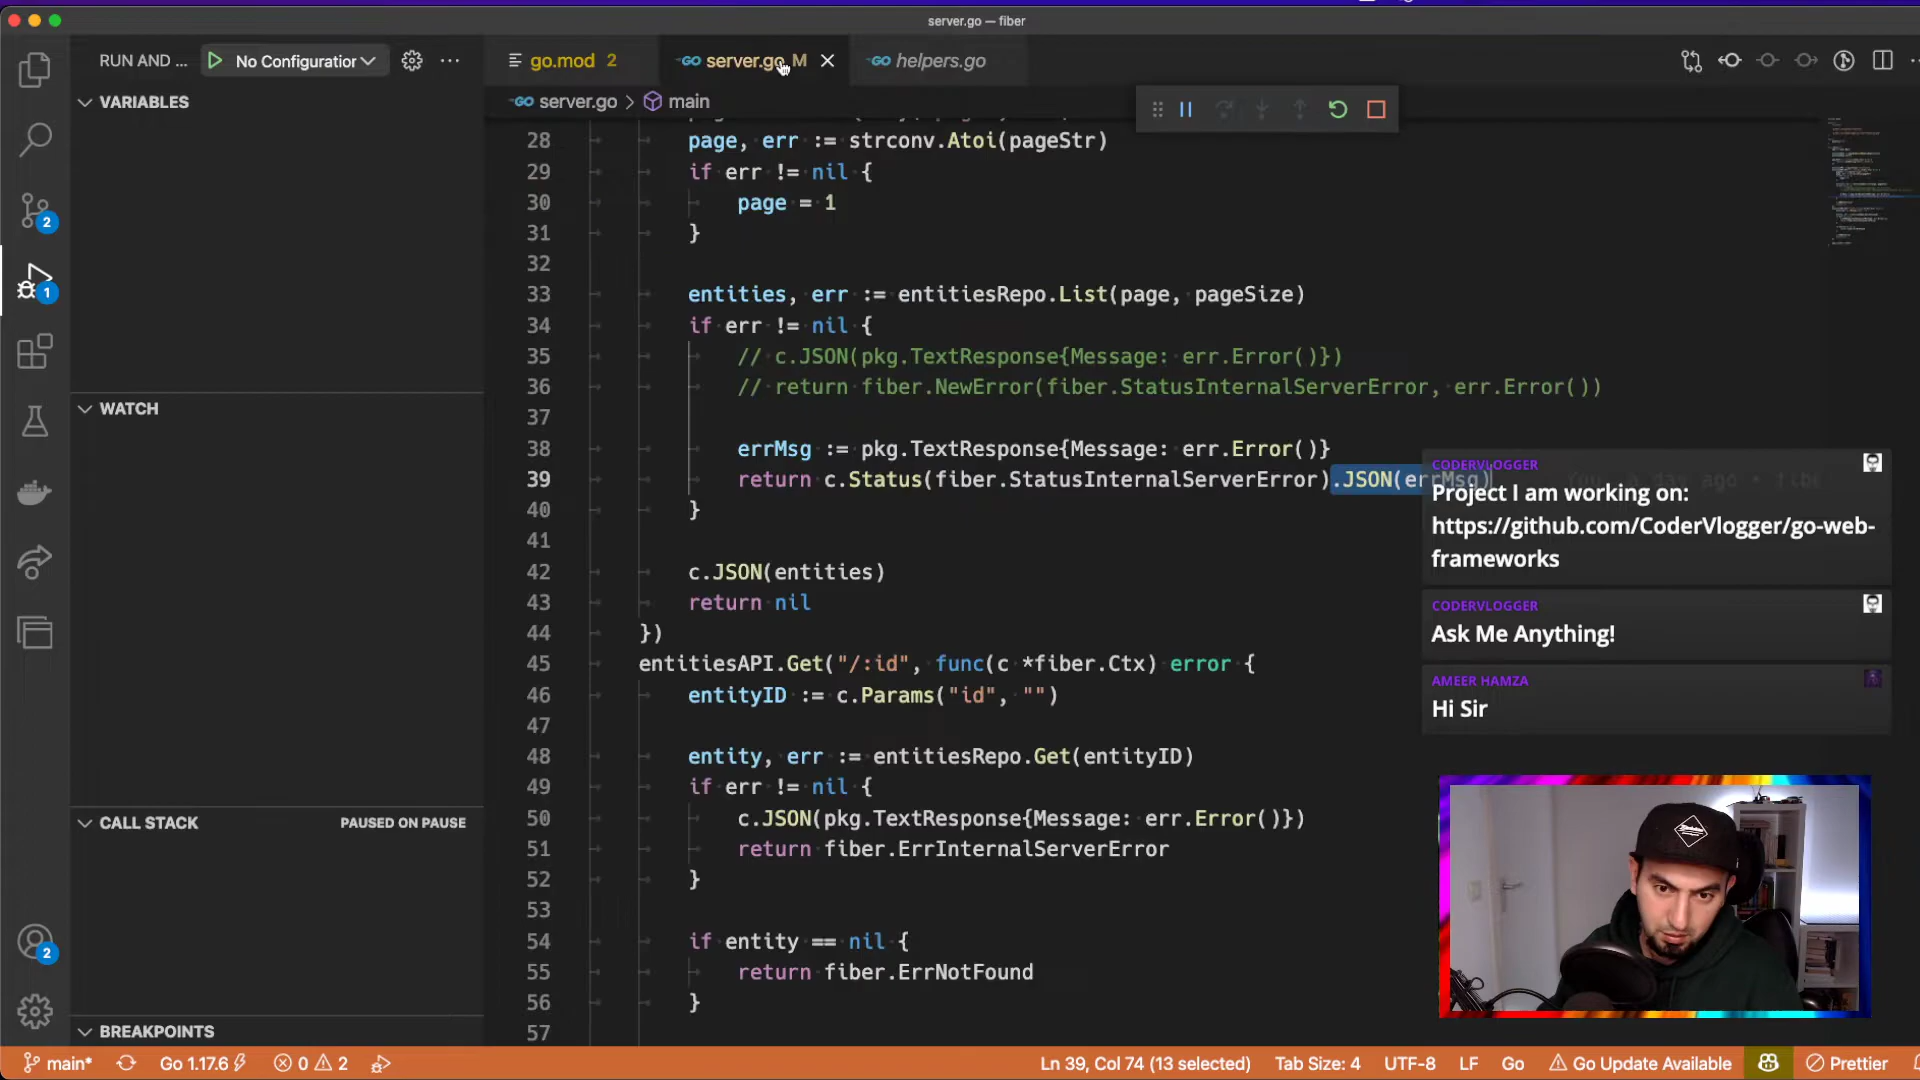 server.go — fiber
RUN AND ...
No Configuration
go.mod 2
server.go M
helpers.go
server.go > main
VARIABLES
WATCH
CALL STACK
PAUSED ON PAUSE
BREAKPOINTS
28 page, err := strconv.Atoi(pageStr)
29 if err != nil {
30 page = 1
31 }
32
33 entities, err := entitiesRepo.List(page, pageSize)
34 if err != nil {
35 // c.JSON(pkg.TextResponse{Message: err.Error()})
36 // return fiber.NewError(fiber.StatusInternalServerError, err.Error())
37
38 errMsg := pkg.TextResponse{Message: err.Error()}
39 return c.Status(fiber.StatusInternalServerError).JSON(errMsg)
40 }
41
42 c.JSON(entities)
43 return nil
44 })
45 entitiesAPI.Get("/:id", func(c *fiber.Ctx) error {
46 entityID := c.Params("id", "")
47
48 entity, err := entitiesRepo.Get(entityID)
49 if err != nil {
50 c.JSON(pkg.TextResponse{Message: err.Error()})
51 return fiber.ErrInternalServerError
52 }
53
54 if entity == nil {
55 return fiber.ErrNotFound
56 }
57
CODERVLOGGER
Project I am working on:
https://github.com/CoderVlogger/go-web-
frameworks
CODERVLOGGER
Ask Me Anything!
AMEER HAMZA
Hi Sir
2
1
2
main*
Go 1.17.6
0
2
Ln 39, Col 74 (13 selected)
Tab Size: 4
UTF-8
LF
Go
Go Update Available
Prettier